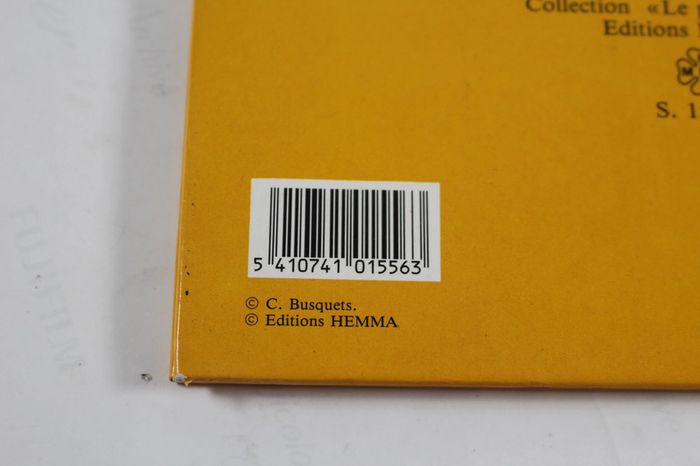 Collection «Le
Editions
M
S. 1
5 410741 015563
© C. Busquets.
© Editions HEMMA